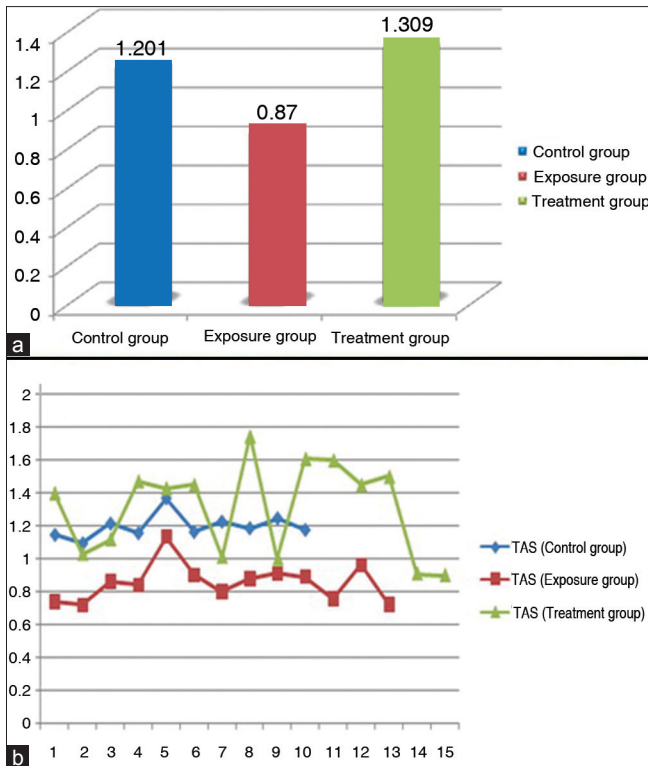 1.4
1.2
1
0.8
0.6
0.4
0.2
0
1.201
0.87
1.309
Control group
Exposure group
Treatment group
Control group Exposure group Treatment group
a
2
1.8
1.6
1.4
1.2
1
0.8
0.6
0.4
0.2
0
TAS (Control group)
TAS (Exposure group)
TAS (Treatment group)
1 2 3 4 5 6 7 8 9 10 11 12 13 14 15
b